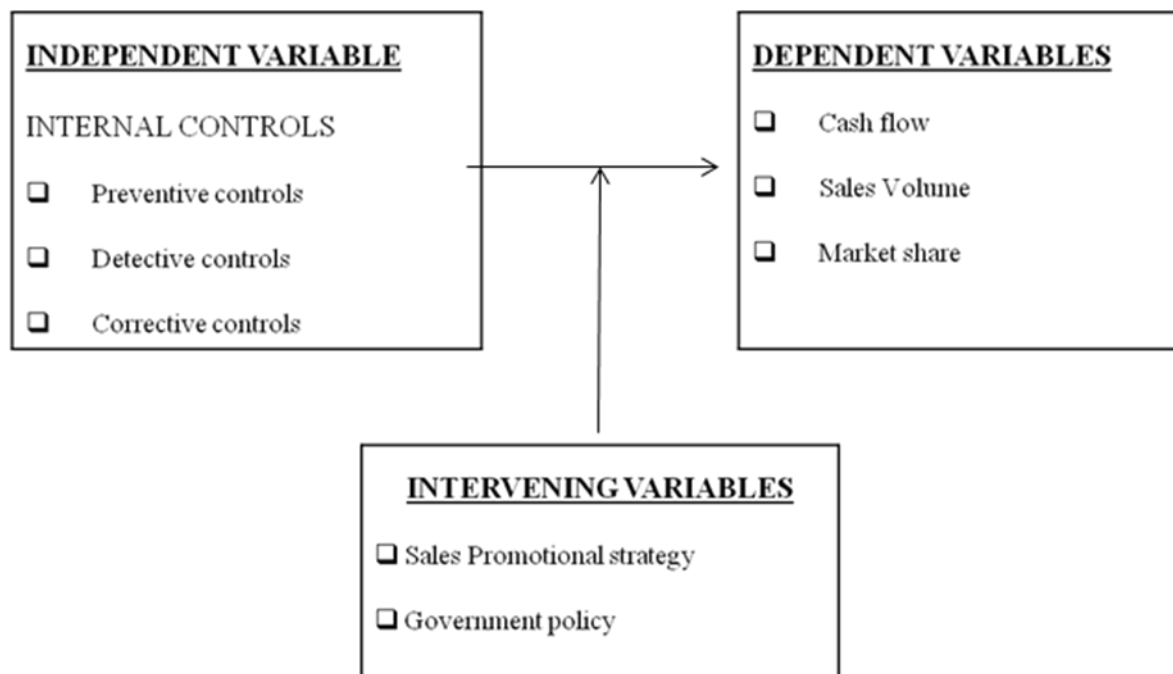 INDEPENDENT VARIABLE
INTERNAL CONTROLS
Preventive controls
Detective controls
Corrective controls
DEPENDENT VARIABLES
Cash flow
Sales Volume
Market share
INTERVENING VARIABLES
Sales Promotional strategy
Government policy